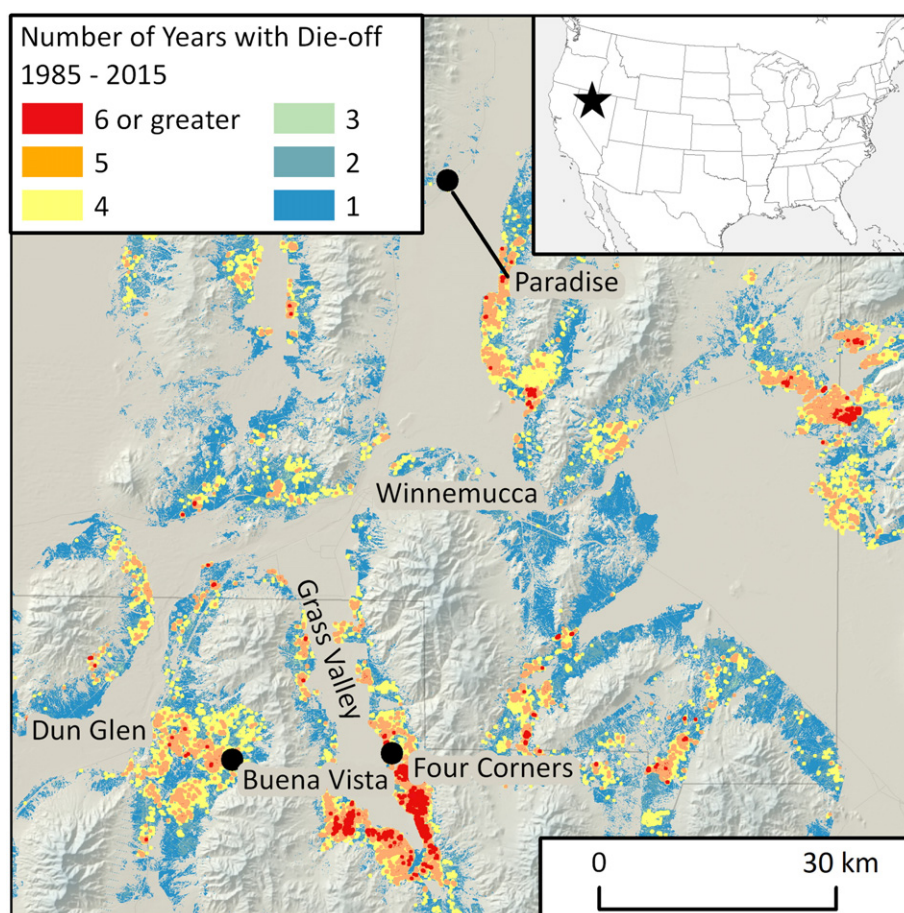 Number of Years with Die-off
1985 - 2015
6 or greater
3
5
2
4
1
Paradise
Winnemucca
Grass Valley
Dun Glen
Buena Vista
Four Corners
0
30 km